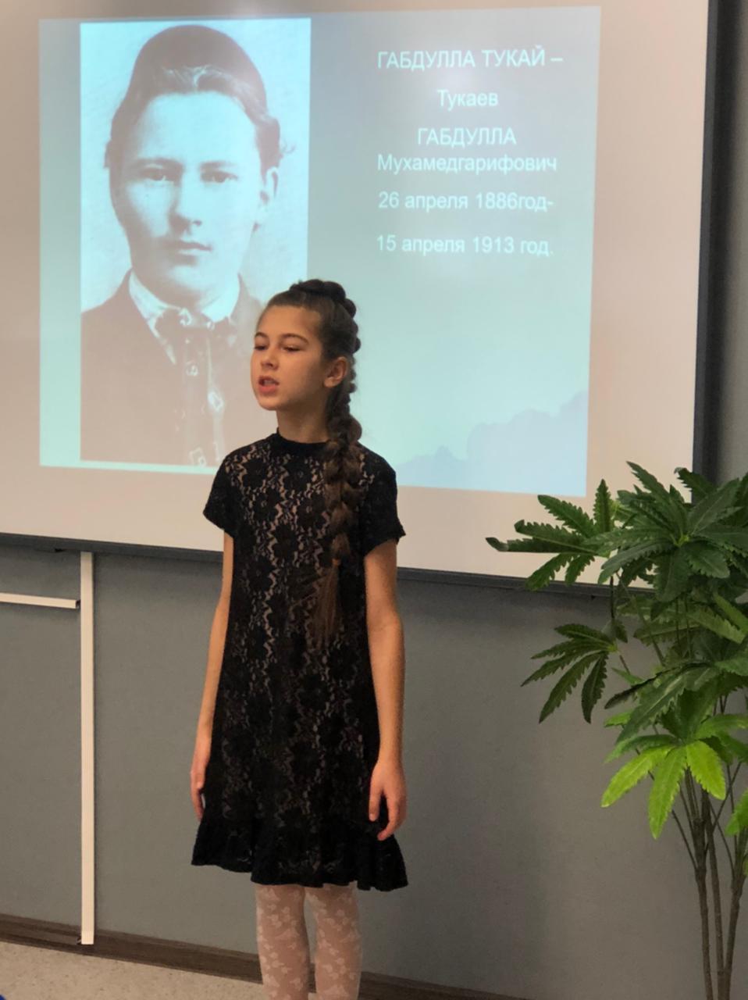 ГАБДУЛЛА ТУКАЙ –
Тукаев
ГАБДУЛЛА
Мухамедгарифович
26 апреля 1886год-
15 апреля 1913 год.